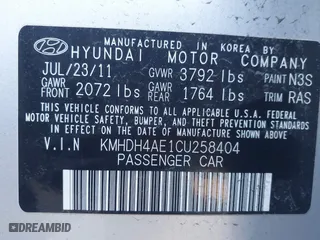 MANUFACTURED IN KOREA BY
HYUNDAI MOTOR COMPANY
JUL/23/11 GVWR 3792 lbs PAINT N3S
GAWR FRONT 2072 lbs GAWR REAR 1764 lbs TRIM RAS
THIS VEHICLE CONFORMS TO ALL APPLICABLE
FEDERAL MOTOR VEHICLE SAFETY, BUMPER, AND
THEFT PREVENTION STANDARDS IN EFFECT ON
THE DATE OF MANUFACTURE SHOWN ABOVE.
V.I.N KMHDH4AE1CU258404
PASSENGER CAR
DREAMBID
DREAMBID.COM